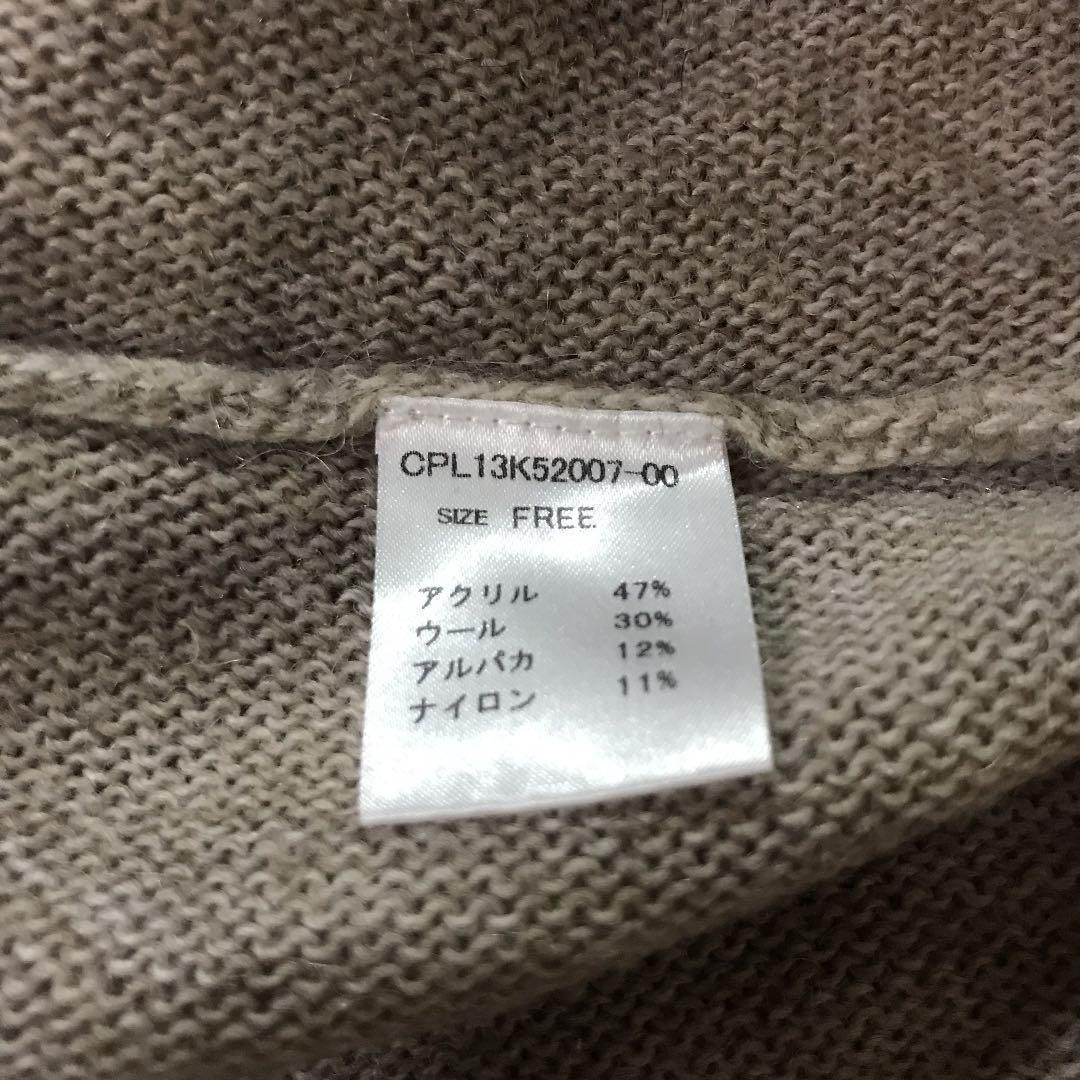 CPL13K52007-00
SIZE FREE
アクリル 47%
ウール 30%
アルパカ 12%
ナイロン 11%